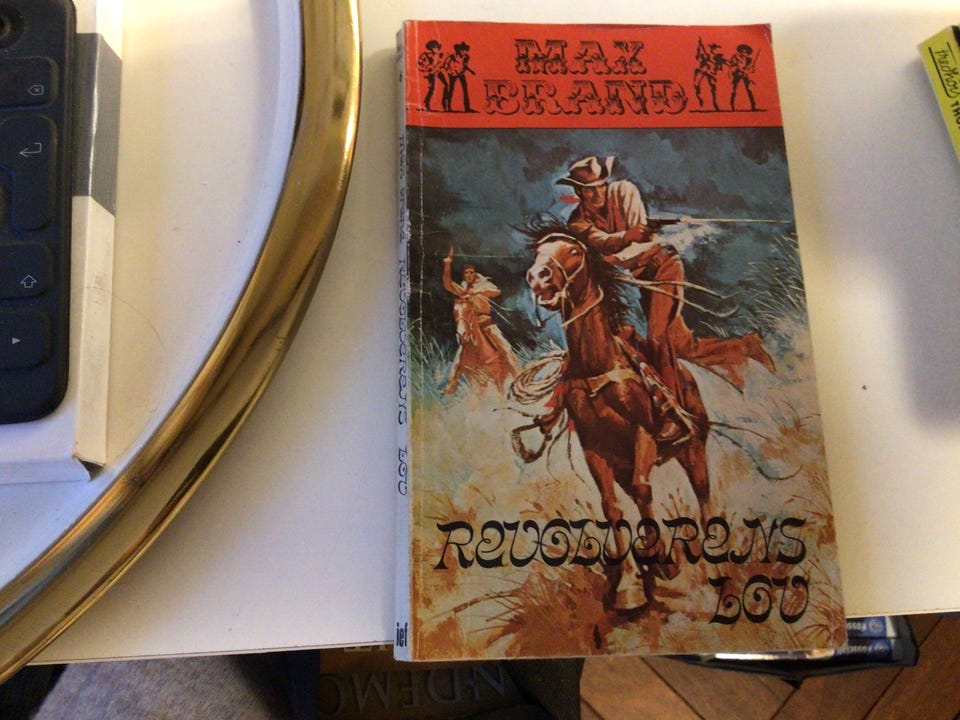 MAX
BRAND
REVOLVERENS
LOV
MAX BRAND REVOLVERENS LOV